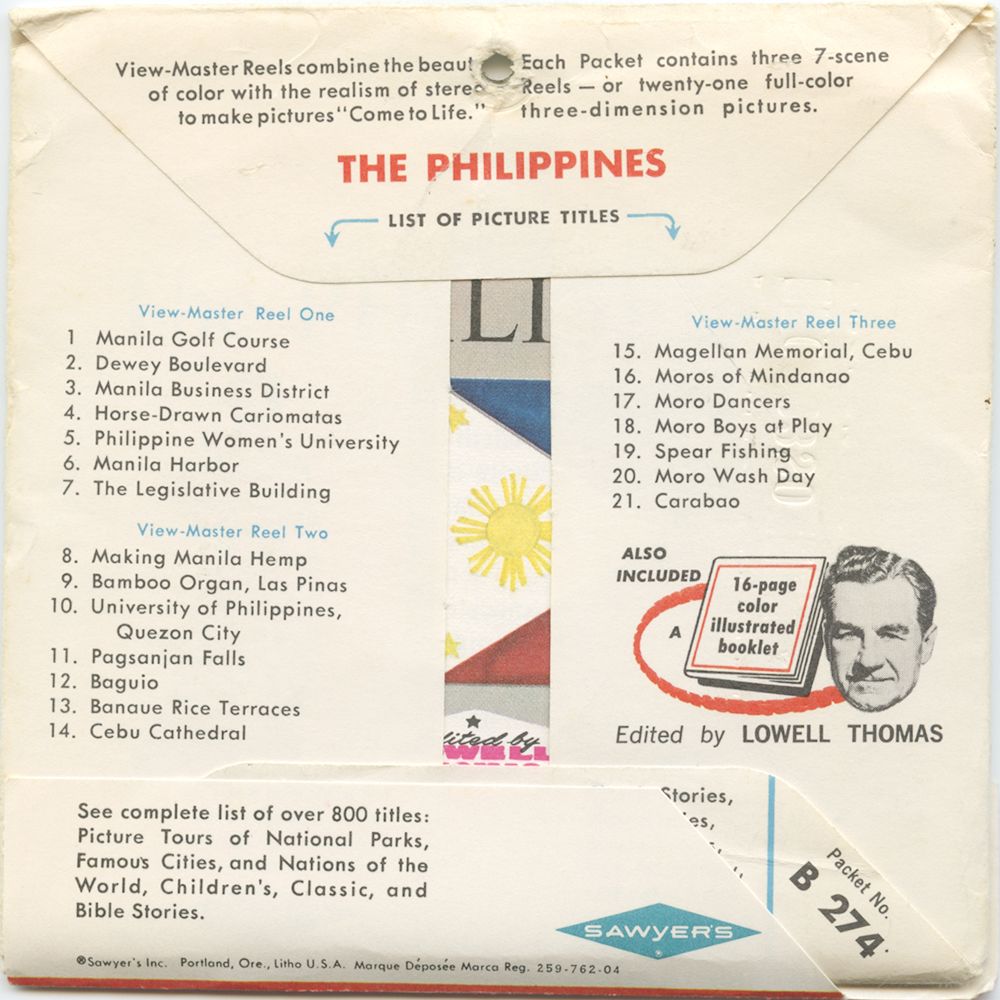 View-Master Reels combine the beaut
of color with the realism of stereo
to make pictures "Come to Life."
Each Packet contains three 7-scene
Reels — or twenty-one full-color
three-dimension pictures.
THE PHILIPPINES
LIST OF PICTURE TITLES
View-Master Reel One
1 Manila Golf Course
2. Dewey Boulevard
3. Manila Business District
4. Horse-Drawn Cariomatas
5. Philippine Women's University
6. Manila Harbor
7. The Legislative Building
View-Master Reel Two
8. Making Manila Hemp
9. Bamboo Organ, Las Pinas
10. University of Philippines,
Quezon City
11. Pagsanjan Falls
12. Baguio
13. Banaue Rice Terraces
14. Cebu Cathedral
LI
ited by
WELL
View-Master Reel Three
15. Magellan Memorial, Cebu
16. Moros of Mindanao
17. Moro Dancers
18. Moro Boys at Play
19. Spear Fishing
20. Moro Wash Day
21. Carabao
ALSO
INCLUDED
A
16-page
color
illustrated
booklet
Edited by LOWELL THOMAS
See complete list of over 800 titles:
Picture Tours of National Parks,
Famous Cities, and Nations of the
World, Children's, Classic, and
Bible Stories.
Stories,
es,
Packet No.
B 274
SAWYER'S
®Sawyer's Inc. Portland, Ore., Litho U.S.A. Marque Déposée Marca Reg. 259-762-04